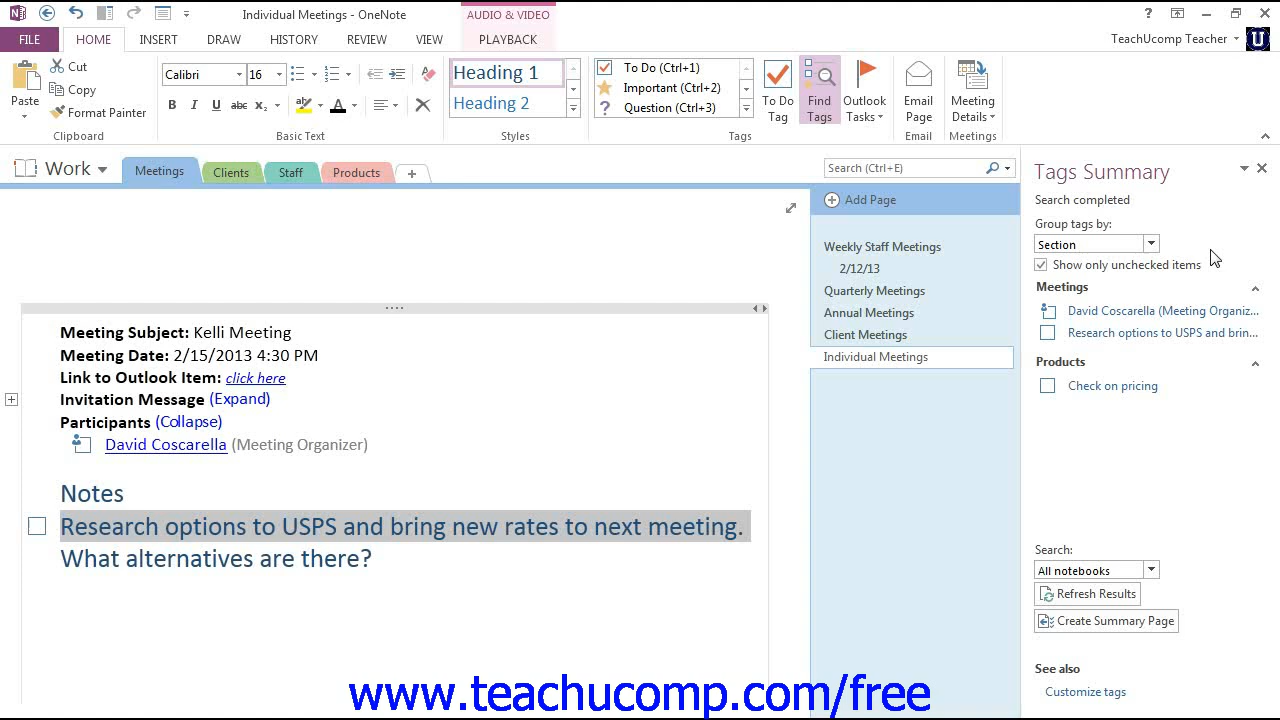 Individual Meetings - OneNote
AUDIO & VIDEO
FILE HOME INSERT DRAW HISTORY REVIEW VIEW PLAYBACK
TeachUcomp Teacher
Paste
Cut
Copy
Format Painter
Clipboard
Calibri 16
B I U abc x₂
A
Basic Text
Heading 1
Heading 2
Styles
To Do (Ctrl+1)
Important (Ctrl+2)
Question (Ctrl+3)
To Do Tag
Find Tags
Outlook Tasks
Tags
Email Page
Email
Meeting Details
Meetings
Work
Meetings Clients Staff Products
Search (Ctrl+E)
Add Page
Weekly Staff Meetings
2/12/13
Quarterly Meetings
Annual Meetings
Client Meetings
Individual Meetings
Meeting Subject: Kelli Meeting
Meeting Date: 2/15/2013 4:30 PM
Link to Outlook Item: click here
Invitation Message (Expand)
Participants (Collapse)
David Coscarella (Meeting Organizer)
Notes
Research options to USPS and bring new rates to next meeting.
What alternatives are there?
Tags Summary
Search completed
Group tags by:
Section
Show only unchecked items
Meetings
David Coscarella (Meeting Organiz...
Research options to USPS and brin...
Products
Check on pricing
Search:
All notebooks
Refresh Results
Create Summary Page
See also
Customize tags
www.teachucomp.com/free